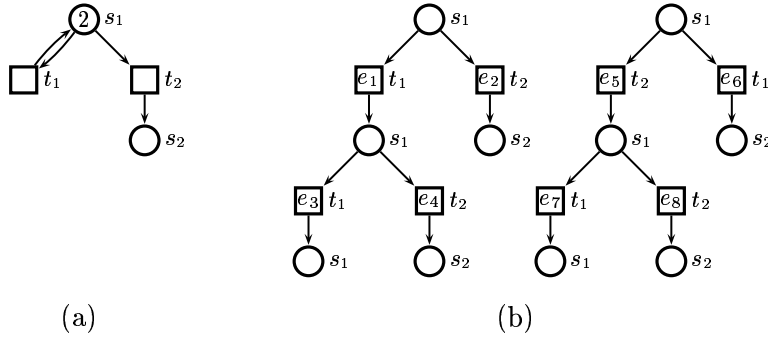 2 s₁ s₁ s₁
t₁ t₂ e₁ t₁ e₂ t₂ e₅ t₂ e₆ t₁
s₂ s₁ s₂ s₁ s₂
e₃ t₁ e₄ t₂ e₇ t₁ e₈ t₂
s₁ s₂ s₁ s₂
(a) (b)